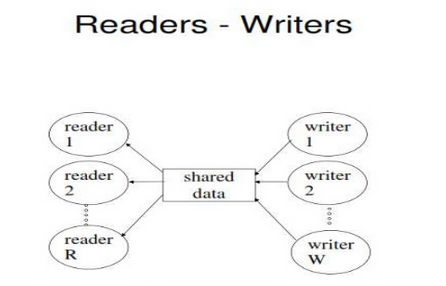 Readers - Writers
reader
1
writer
1
reader
2
shared
data
writer
2
reader
R
writer
W